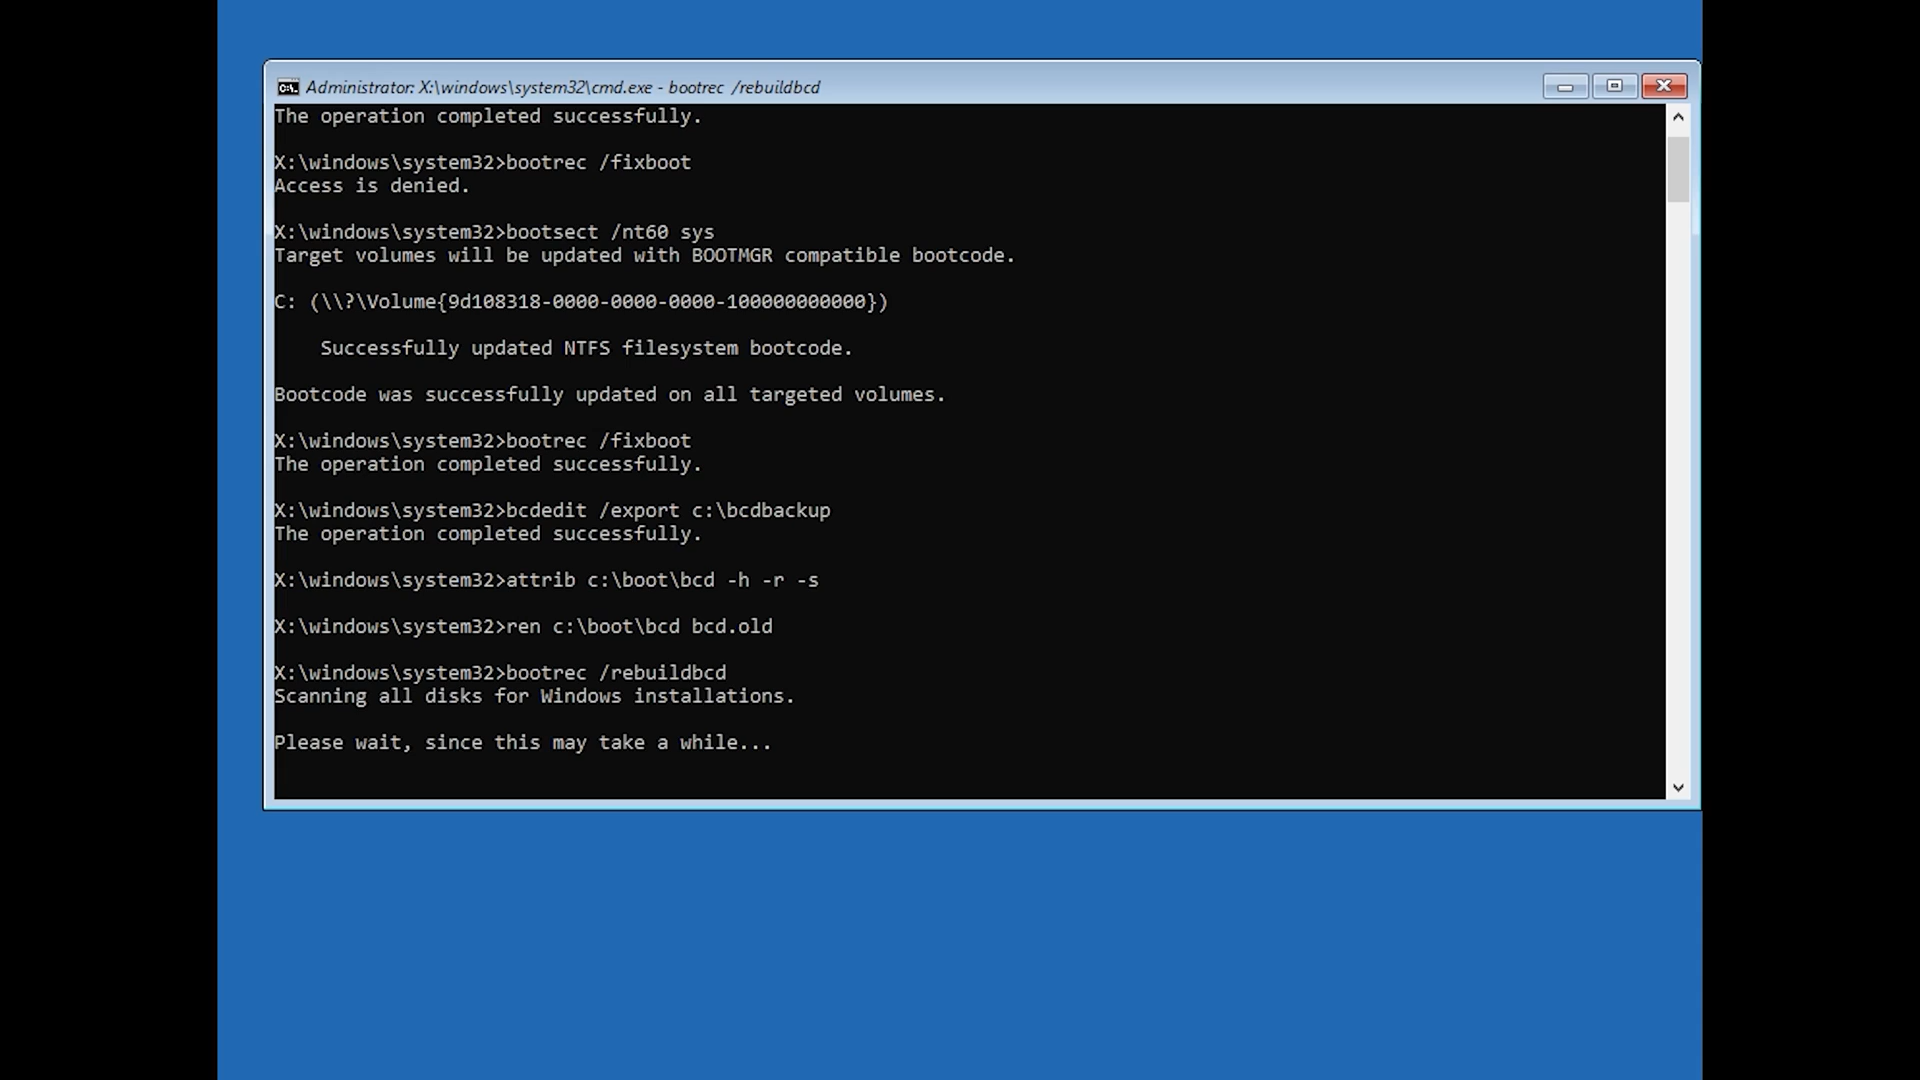 Administrator: X:\windows\system32\cmd.exe - bootrec /rebuildbcd
The operation completed successfully.
X:\windows\system32>bootrec /fixboot
Access is denied.
X:\windows\system32>bootsect /nt60 sys
Target volumes will be updated with BOOTMGR compatible bootcode.
C: (\\?\Volume{9d108318-0000-0000-0000-100000000000})
Successfully updated NTFS filesystem bootcode.
Bootcode was successfully updated on all targeted volumes.
X:\windows\system32>bootrec /fixboot
The operation completed successfully.
X:\windows\system32>bcdedit /export c:\bcdbackup
The operation completed successfully.
X:\windows\system32>attrib c:\boot\bcd -h -r -s
X:\windows\system32>ren c:\boot\bcd bcd.old
X:\windows\system32>bootrec /rebuildbcd
Scanning all disks for Windows installations.
Please wait, since this may take a while...